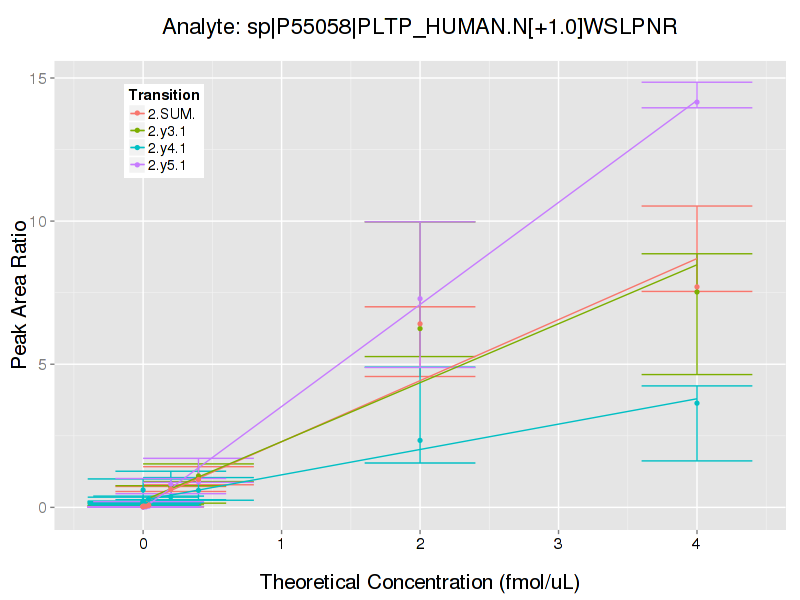 Analyte: sp|P55058|PLTP_HUMAN.N[+1.0]WSLPNR
Transition
2.SUM.
2.y3.1
2.y4.1
2.y5.1
15
10
5
0
Peak Area Ratio
0 1 2 3 4
Theoretical Concentration (fmol/uL)